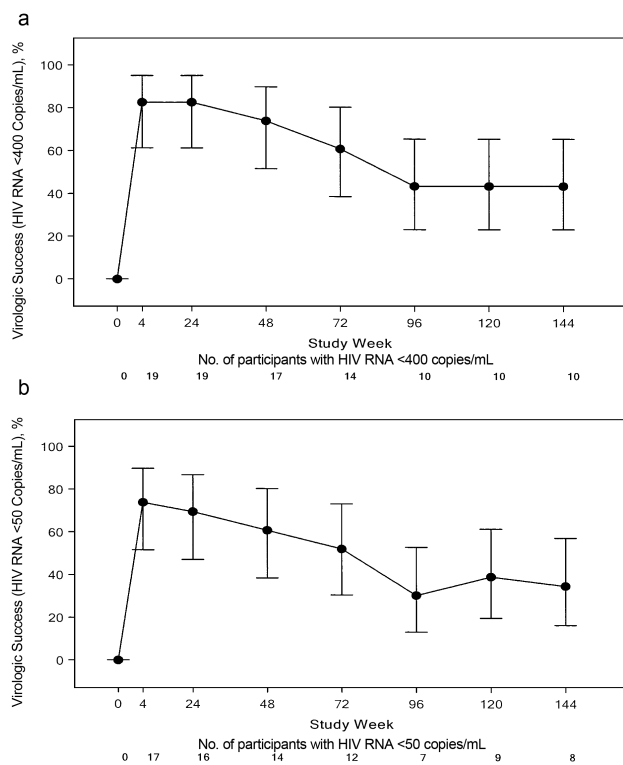 a
Virologic Success (HIV RNA <400 Copies/mL), %
100
80
60
40
20
0
0 4 24 48 72 96 120 144
Study Week
No. of participants with HIV RNA <400 copies/mL
0 19 19 17 14 10 10 10
b
Virologic Success (HIV RNA <50 Copies/mL), %
100
80
60
40
20
0
0 4 24 48 72 96 120 144
Study Week
No. of participants with HIV RNA <50 copies/mL
0 17 16 14 12 7 9 8